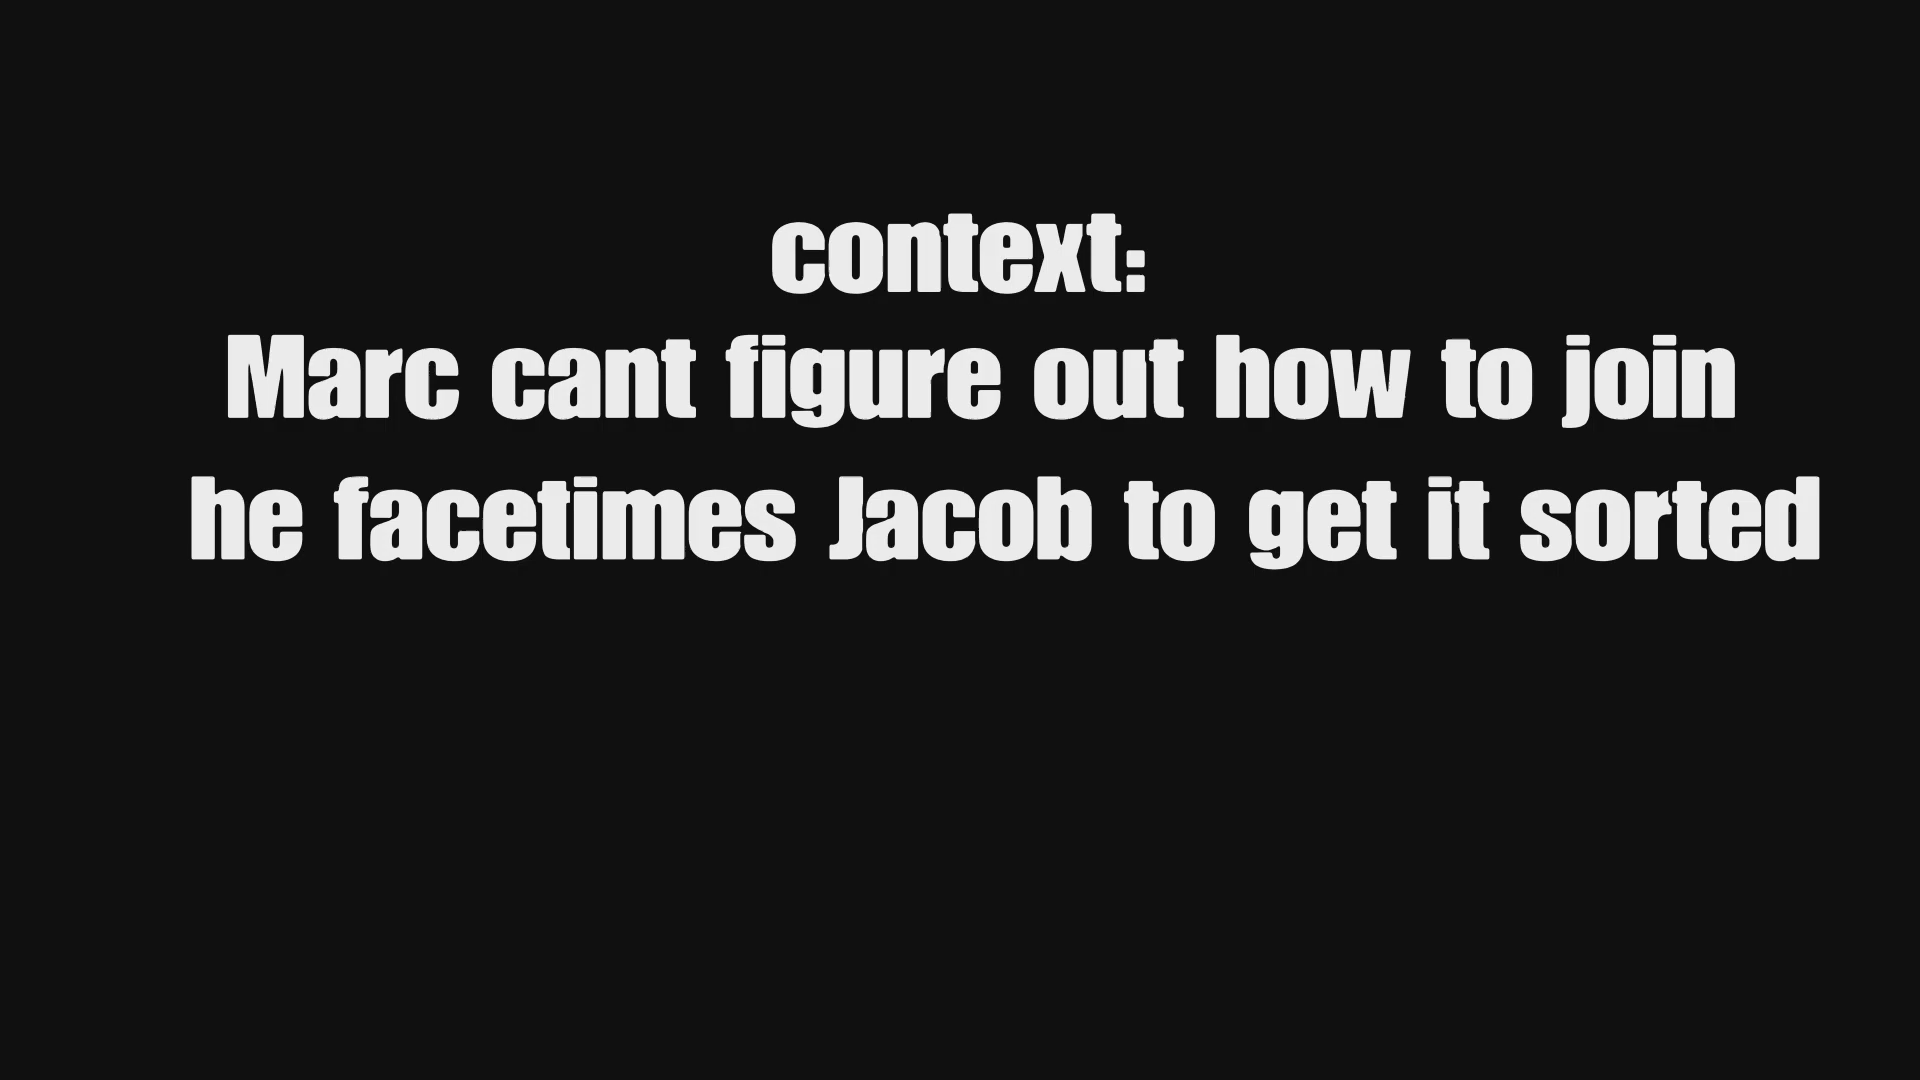 context:
Marc cant figure out how to join
he facetimes Jacob to get it sorted